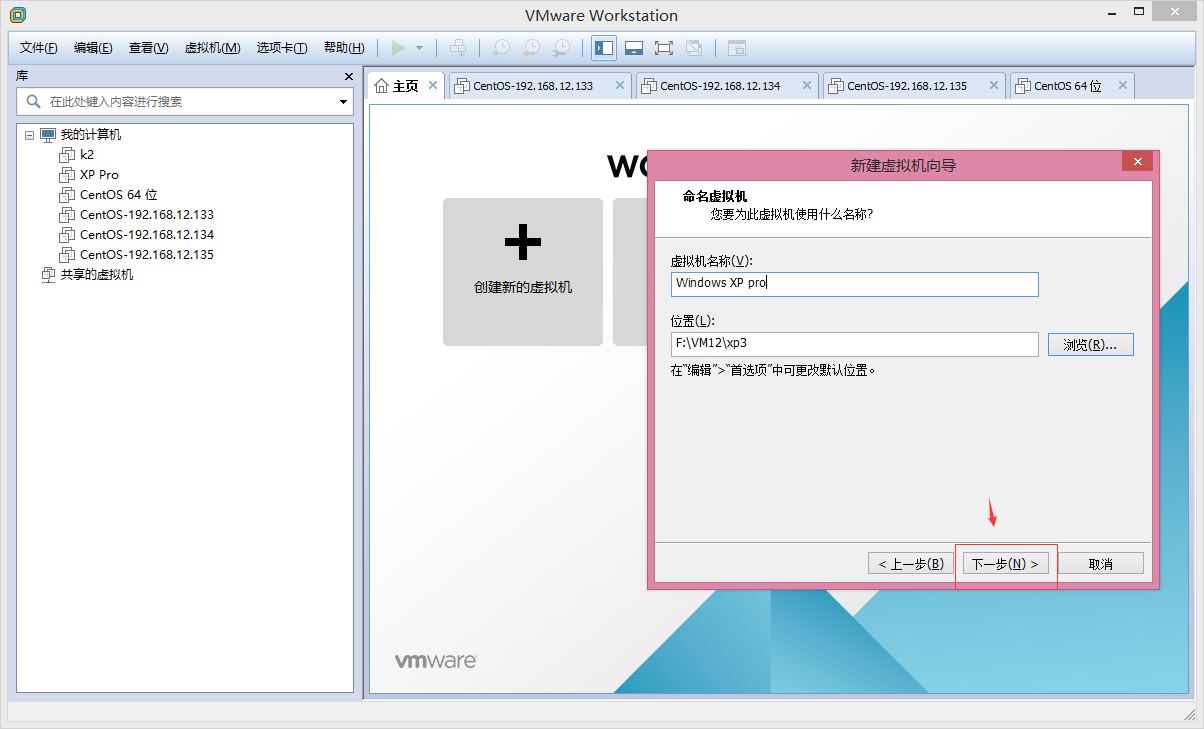 VMware Workstation
文件(F) 编辑(E) 查看(V) 虚拟机(M) 选项卡(T) 帮助(H)
库
在此处键入内容进行搜索
我的计算机
k2
XP Pro
CentOS 64 位
CentOS-192.168.12.133
CentOS-192.168.12.134
CentOS-192.168.12.135
共享的虚拟机
主页 CentOS-192.168.12.133 CentOS-192.168.12.134 CentOS-192.168.12.135 CentOS 64 位
创建新的虚拟机
vmware
新建虚拟机向导
命名虚拟机
您要为此虚拟机使用什么名称?
虚拟机名称(V):
Windows XP pro
位置(L):
F:\VM12\xp3
浏览(R)...
在"编辑">"首选项"中可更改默认位置。
< 上一步(B) 下一步(N) > 取消